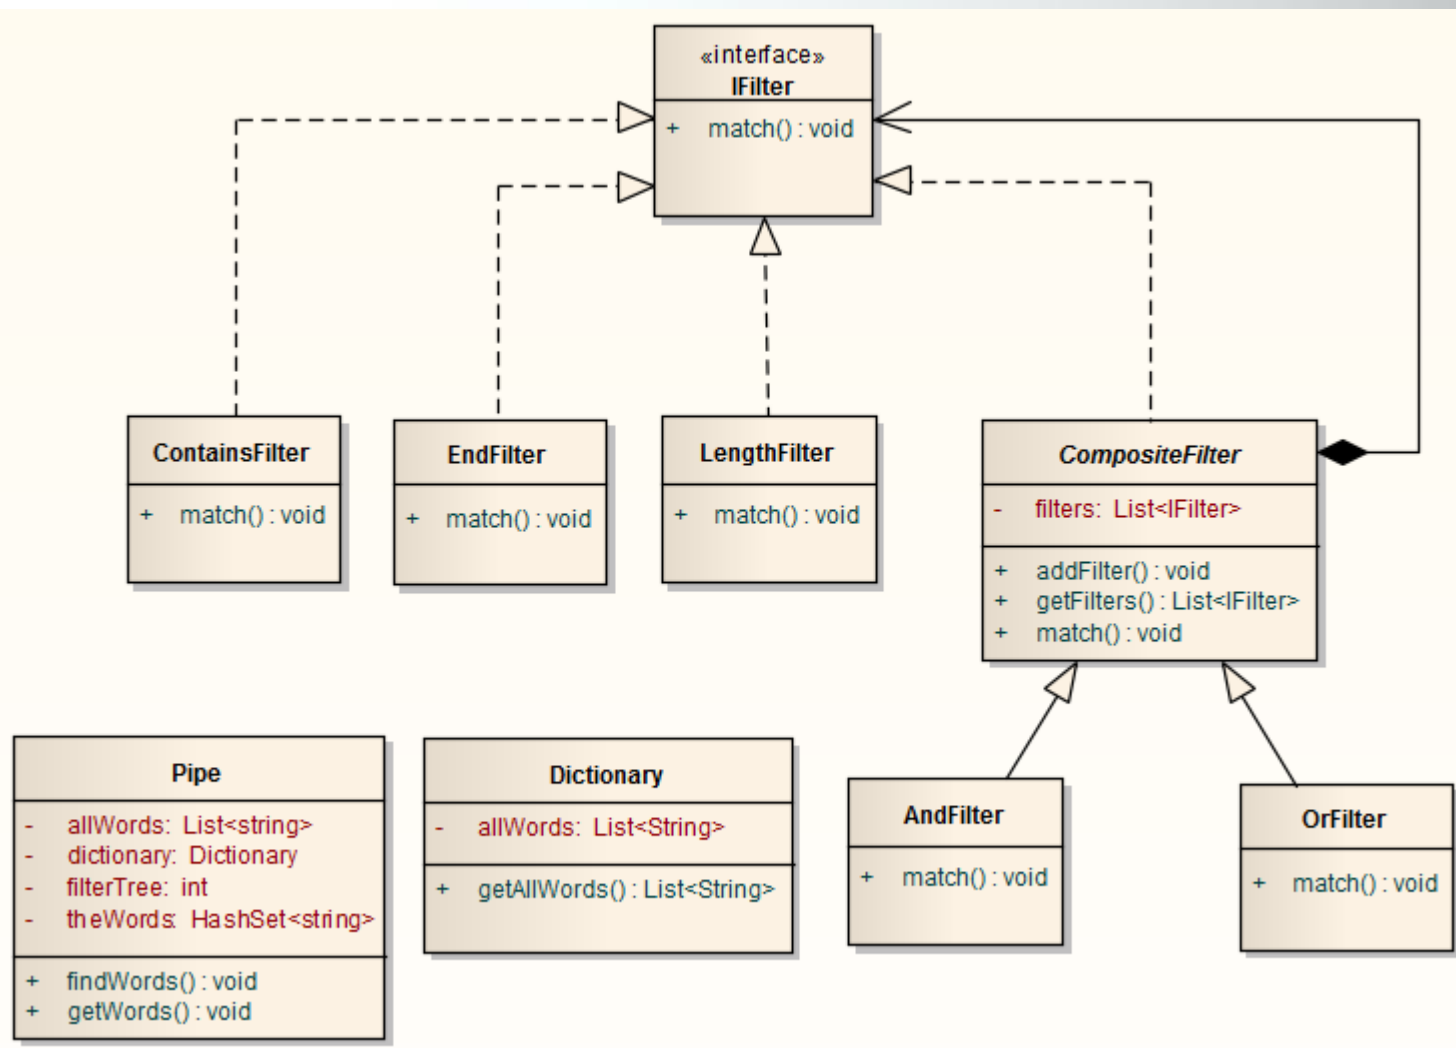 «interface»
IFilter
+ match() : void
ContainsFilter
+ match() : void
EndFilter
+ match() : void
LengthFilter
+ match() : void
CompositeFilter
- filters: List<IFilter>
+ addFilter() : void
+ getFilters() : List<IFilter>
+ match() : void
Pipe
- allWords: List<string>
- dictionary: Dictionary
- filterTree: int
- theWords: HashSet<string>
+ findWords() : void
+ getWords() : void
Dictionary
- allWords: List<String>
+ getAllWords() : List<String>
AndFilter
+ match() : void
OrFilter
+ match() : void